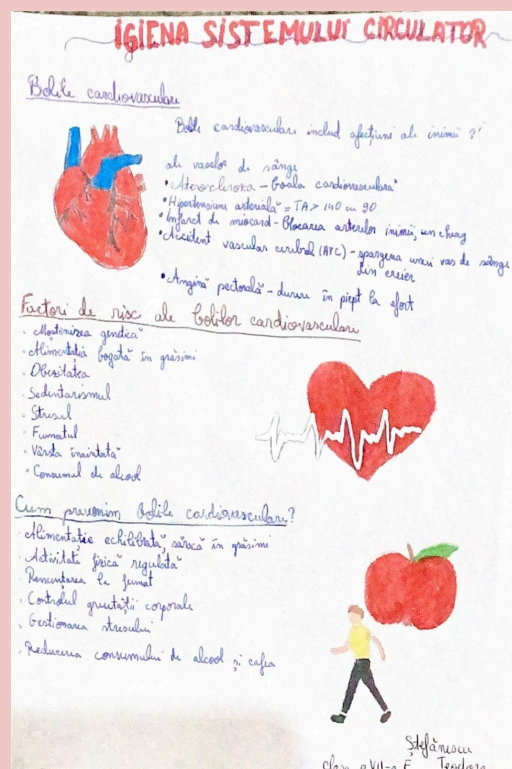 IGIENA SISTEMULUI CIRCULATOR
Bolile cardiovasculare
Bolile cardiovasculare includ afecțiuni ale inimii și
ale vaselor de sânge
• Ateroscleroza - boala cardiovasculară
• Hipertensiune arterială = TA > 140 cu 90
• Infarct de miocard - Blocarea arterelor inimii, un cheag
• Accident vascular cerebral (AVC) - spargerea unui vas de sânge
din creier
• Angină pectorală - durere în piept la efort
Factori de risc ale bolilor cardiovasculare
• Moștenirea genetică
• Alimentația bogată în grăsimi
• Obezitatea
• Sedentarismul
• Stresul
• Fumatul
• Vârsta înaintată
• Consumul de alcool
Cum prevenim bolile cardiovasculare?
• Alimentație echilibrată, săracă în grăsimi
• Activitate fizică regulată
• Renunțarea la fumat
• Controlul greutății corporale
• Gestionarea stresului
• Reducerea consumului de alcool și cafea
Ștefănescu
clasa a VII-a E Teodora